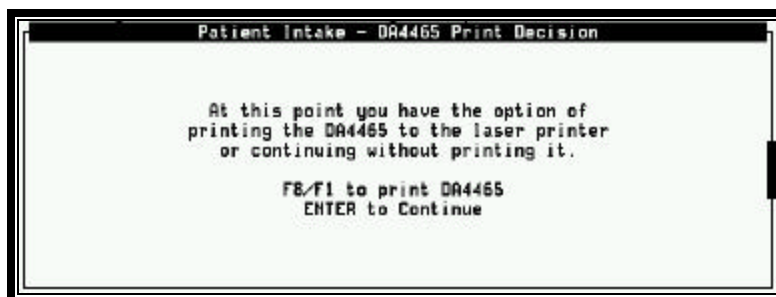 Patient Intake - DA4465 Print Decision
At this point you have the option of
printing the DA4465 to the laser printer
or continuing without printing it.
F8/F1 to print DA4465
ENTER to Continue